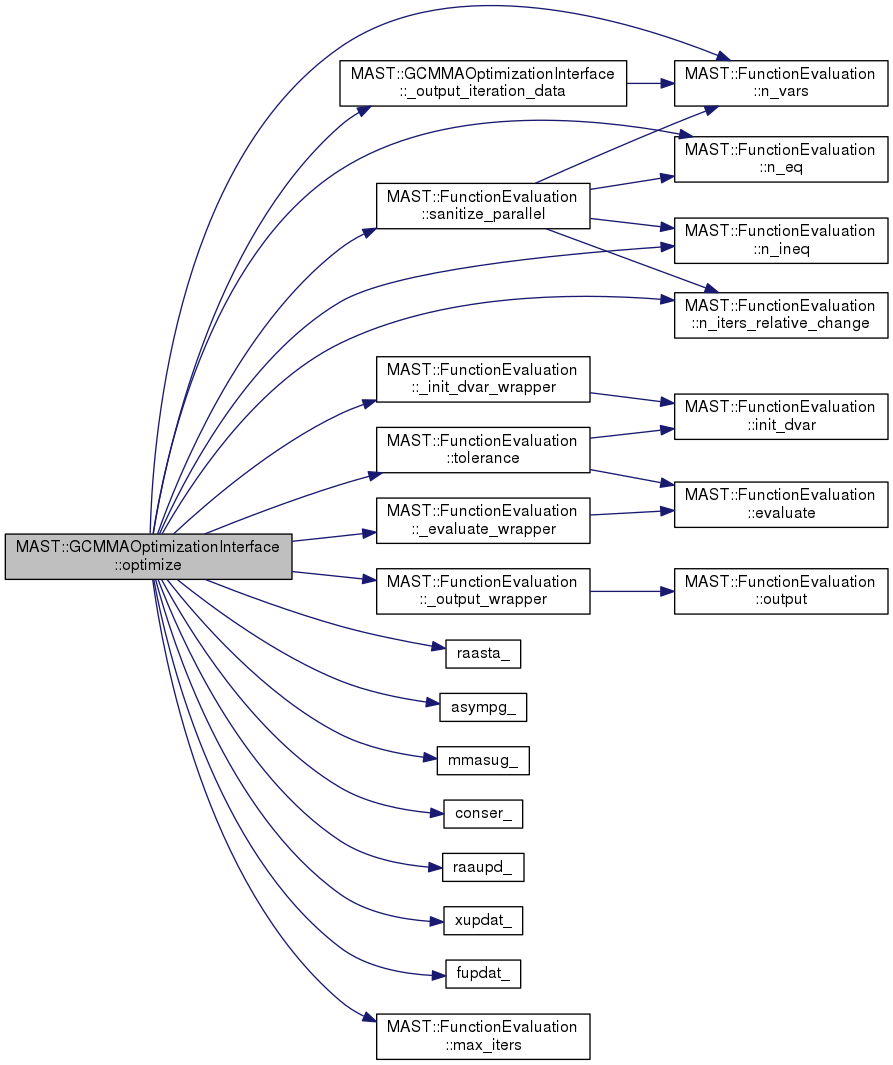 MAST::GCMMAOptimizationInterface
::optimize
MAST::GCMMAOptimizationInterface
::_output_iteration_data
MAST::FunctionEvaluation
::n_vars
MAST::FunctionEvaluation
::n_eq
MAST::FunctionEvaluation
::sanitize_parallel
MAST::FunctionEvaluation
::n_ineq
MAST::FunctionEvaluation
::n_iters_relative_change
MAST::FunctionEvaluation
::_init_dvar_wrapper
MAST::FunctionEvaluation
::init_dvar
MAST::FunctionEvaluation
::tolerance
MAST::FunctionEvaluation
::evaluate
MAST::FunctionEvaluation
::_evaluate_wrapper
MAST::FunctionEvaluation
::_output_wrapper
MAST::FunctionEvaluation
::output
raasta_
asympg_
mmasug_
conser_
raaupd_
xupdat_
fupdat_
MAST::FunctionEvaluation
::max_iters